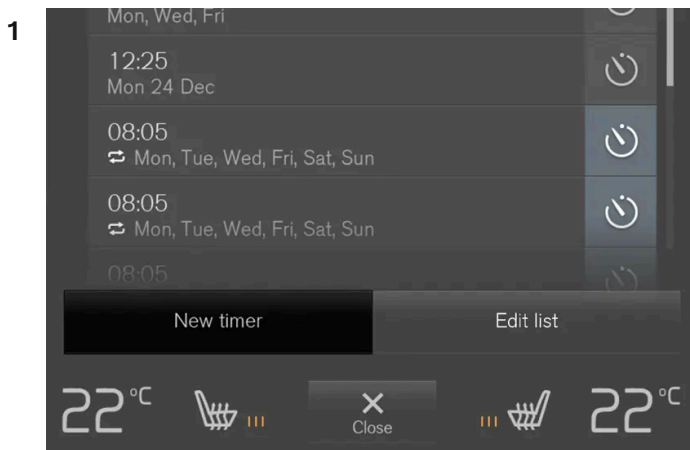 1
Mon, Wed, Fri
12:25
Mon 24 Dec
08:05
Mon, Tue, Wed, Fri, Sat, Sun
08:05
Mon, Tue, Wed, Fri, Sat, Sun
08:05
New timer Edit list
22°C 22°C
Close